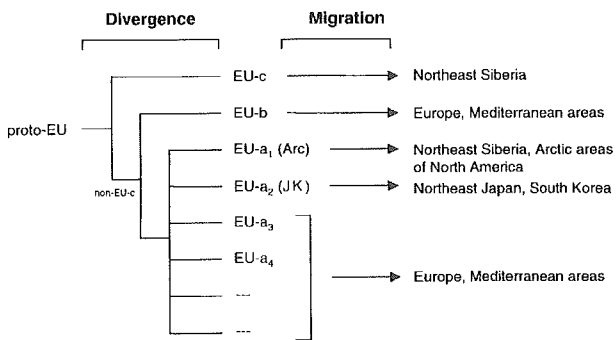 Divergence Migration
EU-c Northeast Siberia
EU-b Europe, Mediterranean areas
proto-EU
EU-a₁ (Arc) Northeast Siberia, Arctic areas
of North America
non-EU-c EU-a₂ (JK) Northeast Japan, South Korea
EU-a₃
EU-a₄
Europe, Mediterranean areas
---
---